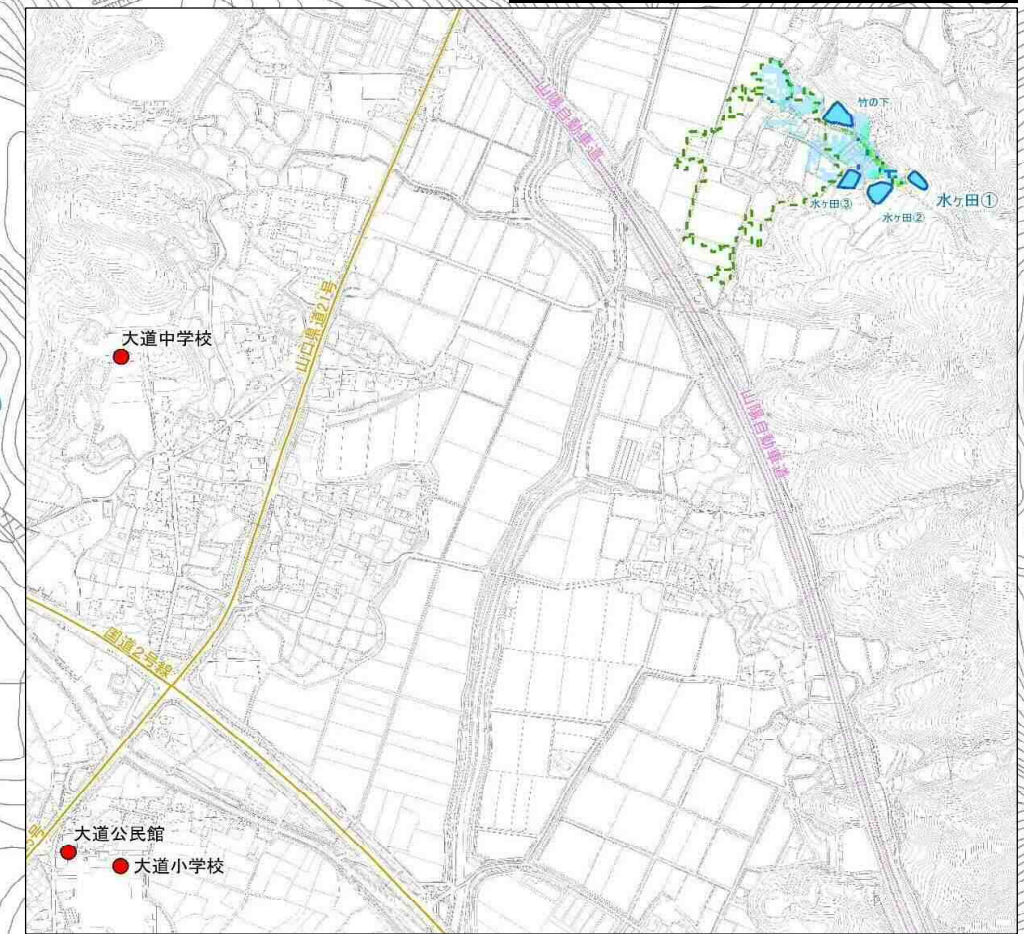 山陽自動車道
竹の下
水ヶ田①
水ヶ田③
水ヶ田②
山口県道21号
大道中学校
山陽自動車道
国道2号線
大道公民館
大道小学校